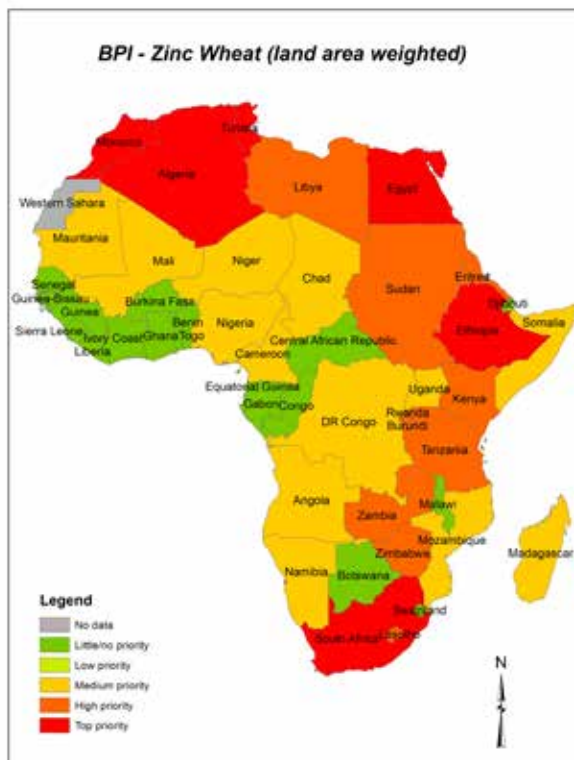 BPI - Zinc Wheat (land area weighted)
Tunisia
Morocco
Algeria
Libya
Egypt
Western Sahara
Mauritania
Mali
Niger
Chad
Sudan
Eritrea
Senegal
Guinea-Bissau
Guinea
Burkina Faso
Djibouti
Somalia
Sierra Leone
Ivory Coast
Liberia
Ghana
Benin
Togo
Nigeria
Central African Republic
Ethiopia
Cameroon
Equatorial Guinea
Gabon
Congo
Uganda
Kenya
DR Congo
Rwanda
Burundi
Tanzania
Angola
Malawi
Zambia
Mozambique
Zimbabwe
Madagascar
Namibia
Botswana
Swaziland
South Africa
Lesotho
Legend
No data
Little/no priority
Low priority
Medium priority
High priority
Top priority
N